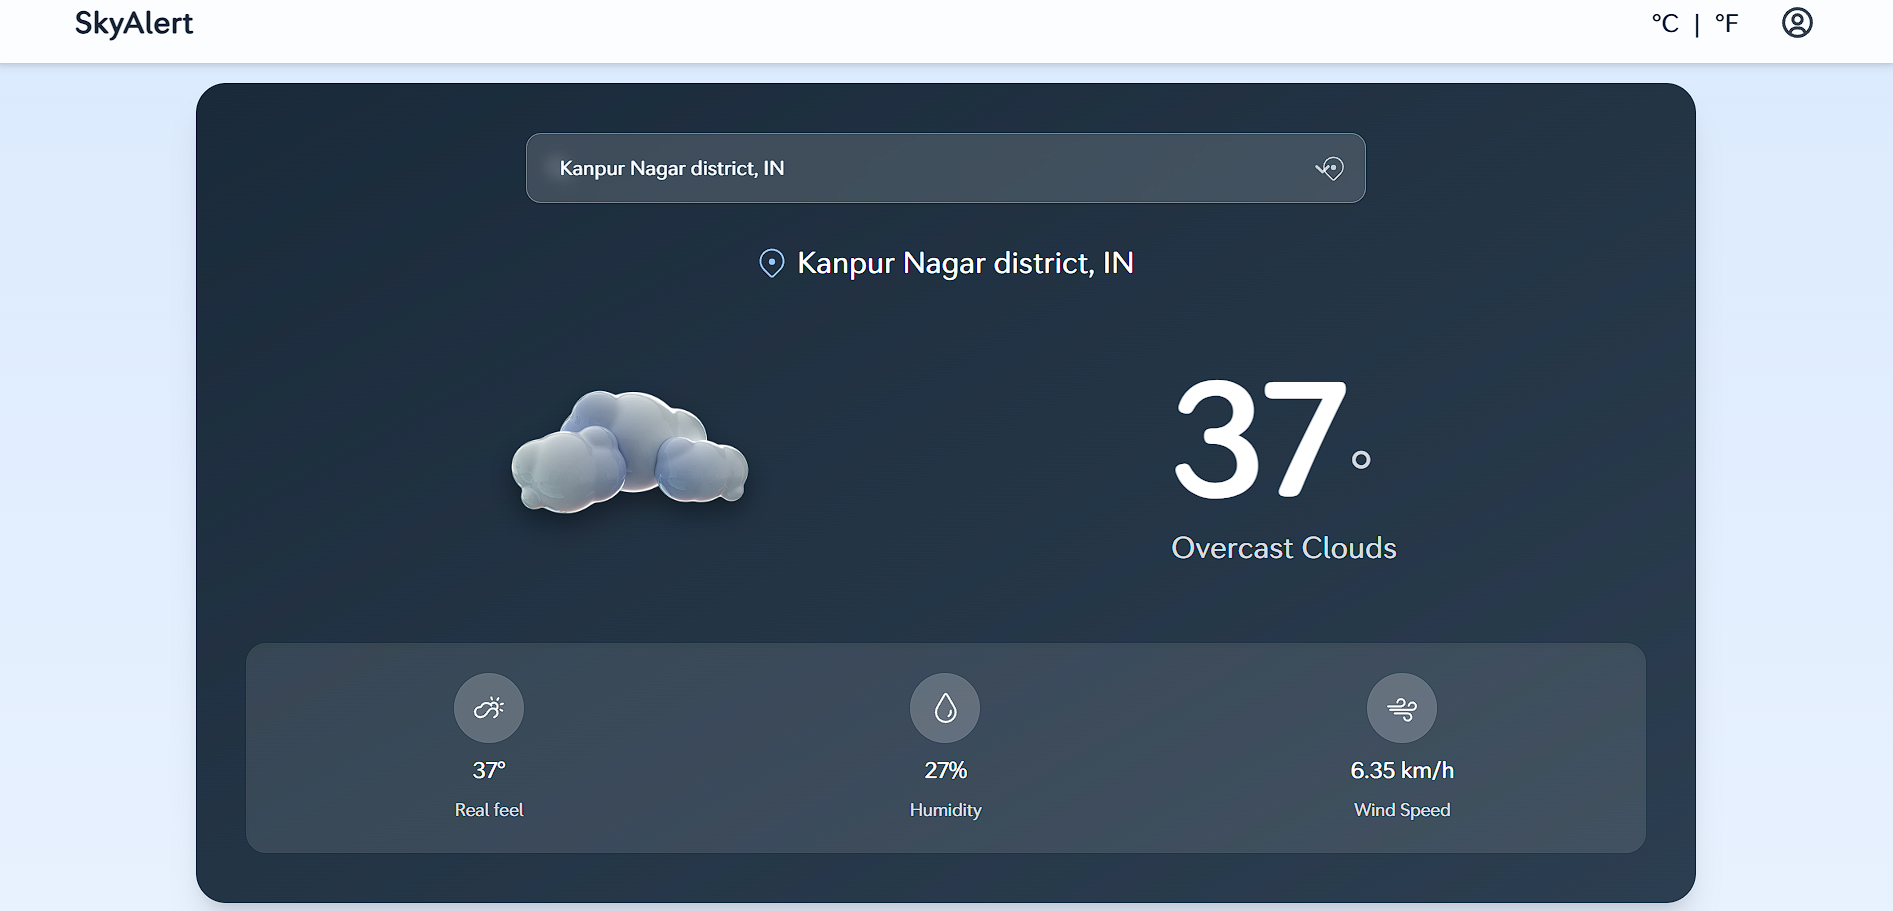 SkyAlert
°C | °F
Kanpur Nagar district, IN
Kanpur Nagar district, IN
37°
Overcast Clouds
37°
Real feel
27%
Humidity
6.35 km/h
Wind Speed